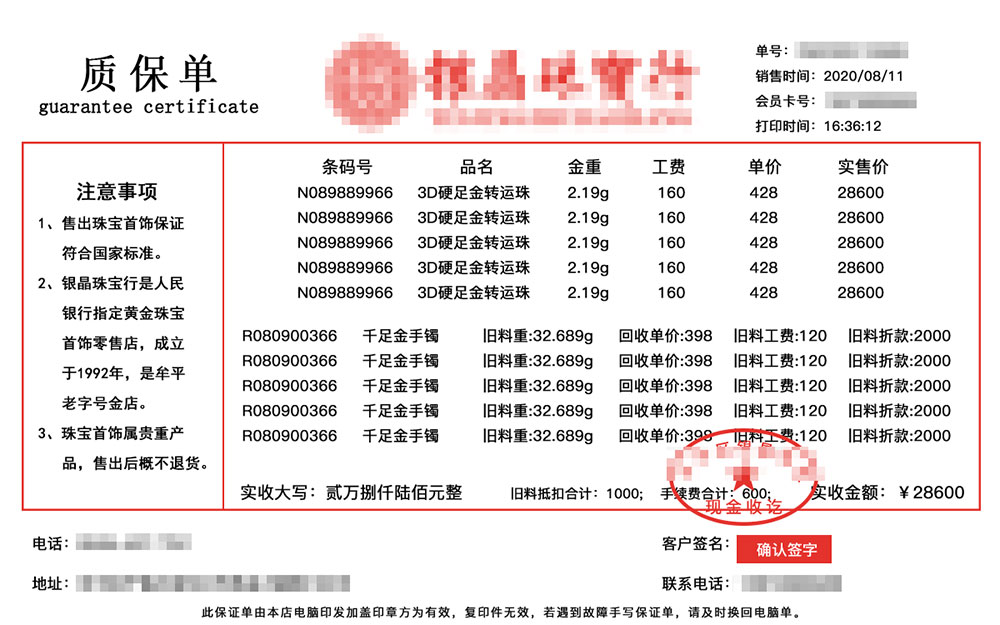 质保单
guarantee certificate
单号：
销售时间：2020/08/11
会员卡号：
打印时间：16:36:12
注意事项
1、售出珠宝首饰保证
符合国家标准。
2、银晶珠宝行是人民
银行指定黄金珠宝
首饰零售店，成立
于1992年，是牟平
老字号金店。
3、珠宝首饰属贵重产
品，售出后概不退货。
条码号 品名 金重 工费 单价 实售价
N089889966 3D硬足金转运珠 2.19g 160 428 28600
N089889966 3D硬足金转运珠 2.19g 160 428 28600
N089889966 3D硬足金转运珠 2.19g 160 428 28600
N089889966 3D硬足金转运珠 2.19g 160 428 28600
N089889966 3D硬足金转运珠 2.19g 160 428 28600
R080900366 千足金手镯 旧料重:32.689g 回收单价:398 旧料工费:120 旧料折款:2000
R080900366 千足金手镯 旧料重:32.689g 回收单价:398 旧料工费:120 旧料折款:2000
R080900366 千足金手镯 旧料重:32.689g 回收单价:398 旧料工费:120 旧料折款:2000
R080900366 千足金手镯 旧料重:32.689g 回收单价:398 旧料工费:120 旧料折款:2000
R080900366 千足金手镯 旧料重:32.689g 回收单价:398 旧料工费:120 旧料折款:2000
实收大写：贰万捌仟陆佰元整 旧料抵扣合计：1000; 手续费合计：600; 实收金额：￥28600
现金收讫
电话：
客户签名： 确认签字
地址：
联系电话：
此保证单由本店电脑印发加盖印章方为有效，复印件无效，若遇到故障手写保证单，请及时换回电脑单。